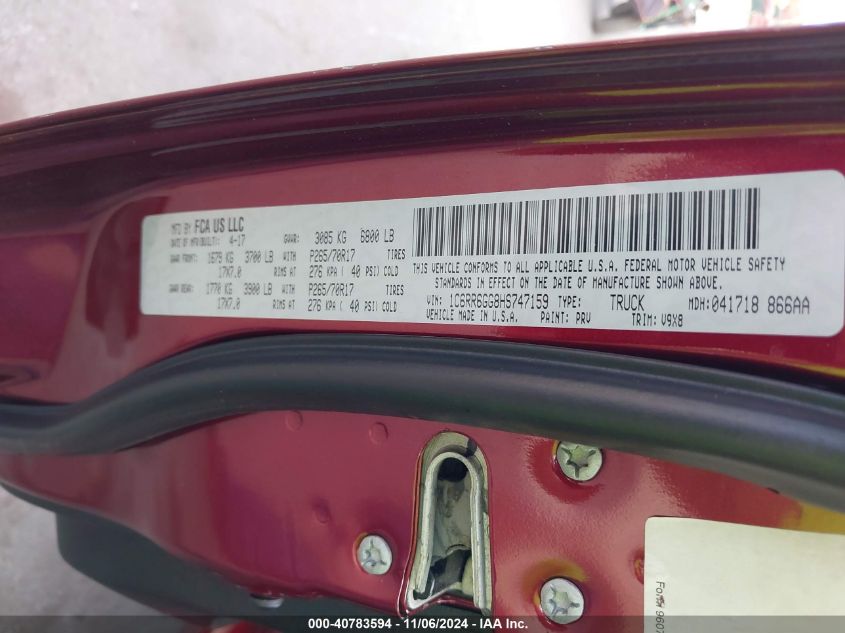 MFD BY FCA US LLC
DATE OF MFR/BUILT: 4-17 GVWR: 3085 KG 6800 LB
GAWR FRONT: 1679 KG 3700 LB WITH P265/70R17 TIRES
17X7.0 RIMS AT 276 KPA ( 40 PSI) COLD
GAWR REAR: 1770 KG 3900 LB WITH P265/70R17 TIRES
17X7.0 RIMS AT 276 KPA ( 40 PSI) COLD
THIS VEHICLE CONFORMS TO ALL APPLICABLE U.S.A. FEDERAL MOTOR VEHICLE SAFETY
STANDARDS IN EFFECT ON THE DATE OF MANUFACTURE SHOWN ABOVE.
VIN: 1C6RR6GG8HS747159 TYPE: TRUCK MDH: 041718 866AA
VEHICLE MADE IN U.S.A. PAINT: PRV TRIM: V9X8
000-40783594 - 11/06/2024 - IAA Inc.